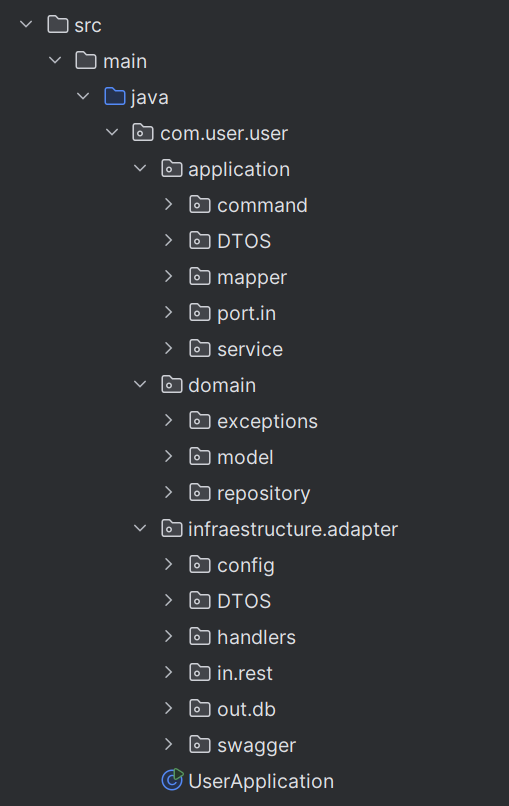 src
main
java
com.user.user
application
command
DTOS
mapper
port.in
service
domain
exceptions
model
repository
infraestructure.adapter
config
DTOS
handlers
in.rest
out.db
swagger
UserApplication